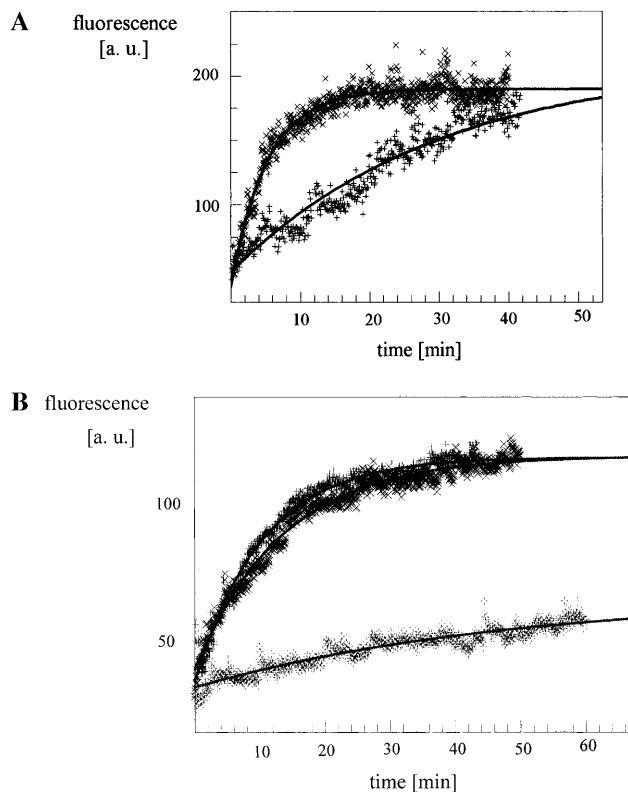 A
fluorescence
[a. u.]
200
100
10 20 30 40 50
time [min]
B fluorescence
[a. u.]
100
50
10 20 30 40 50 60
time [min]